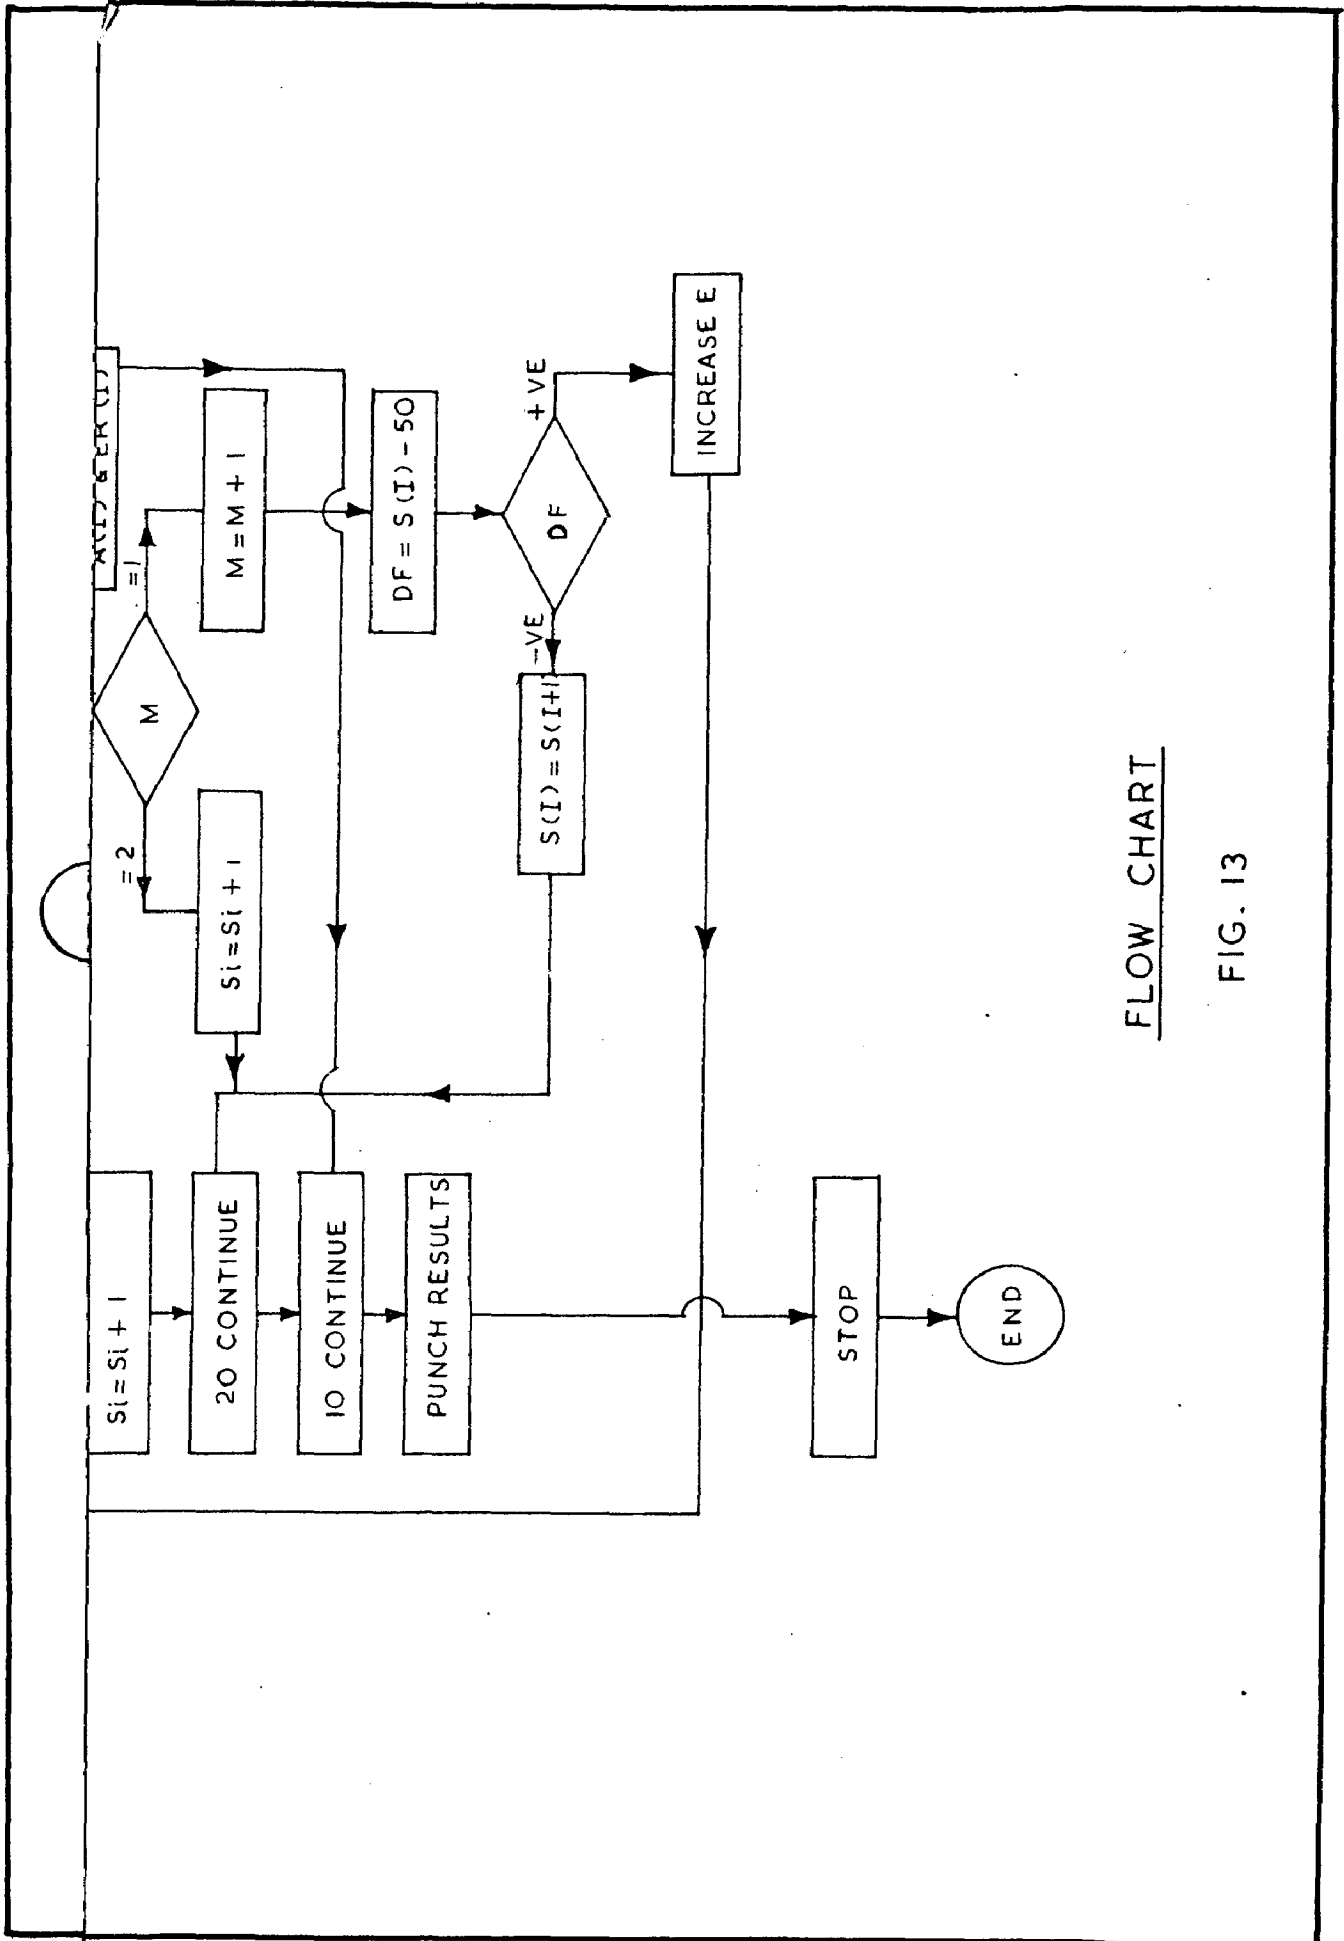 A(I) & ER(I)
M
=1
=2
Si=Si+1
Si=Si+1
M=M+1
20 CONTINUE
10 CONTINUE
DF=S(I)-50
PUNCH RESULTS
DF
-VE
+VE
S(I)=S(I+1)
INCREASE E
STOP
END
FLOW CHART
FIG. 13